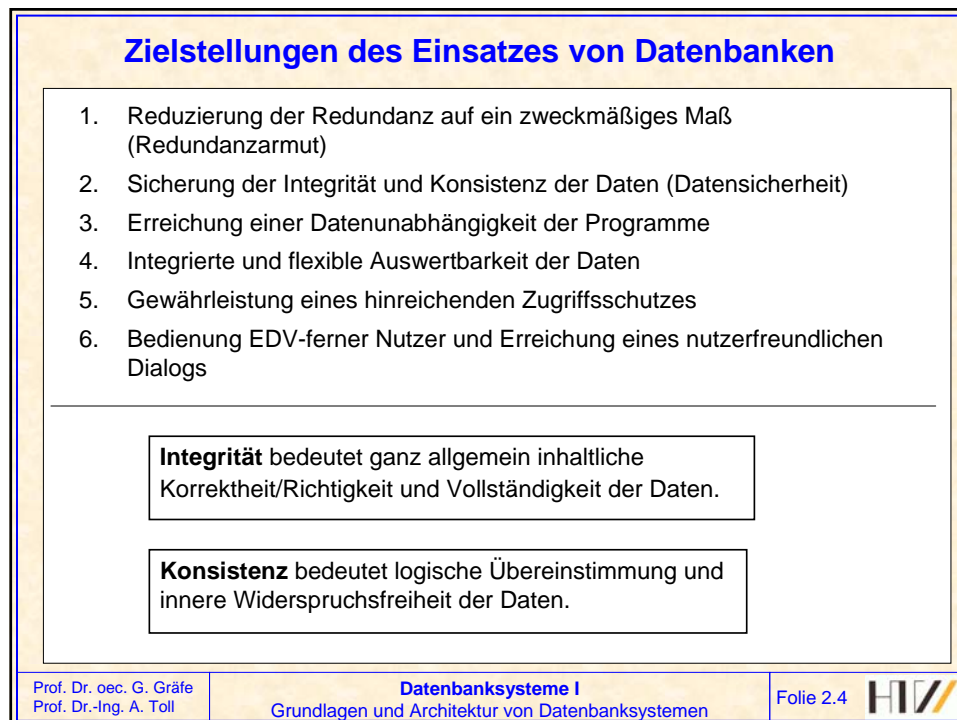 Zielstellungen des Einsatzes von Datenbanken
1. Reduzierung der Redundanz auf ein zweckmäßiges Maß
(Redundanzarmut)
2. Sicherung der Integrität und Konsistenz der Daten (Datensicherheit)
3. Erreichung einer Datenunabhängigkeit der Programme
4. Integrierte und flexible Auswertbarkeit der Daten
5. Gewährleistung eines hinreichenden Zugriffsschutzes
6. Bedienung EDV-ferner Nutzer und Erreichung eines nutzerfreundlichen
Dialogs
Integrität bedeutet ganz allgemein inhaltliche
Korrektheit/Richtigkeit und Vollständigkeit der Daten.
Konsistenz bedeutet logische Übereinstimmung und
innere Widerspruchsfreiheit der Daten.
Prof. Dr. oec. G. Gräfe
Prof. Dr.-Ing. A. Toll
Datenbanksysteme I
Grundlagen und Architektur von Datenbanksystemen
Folie 2.4